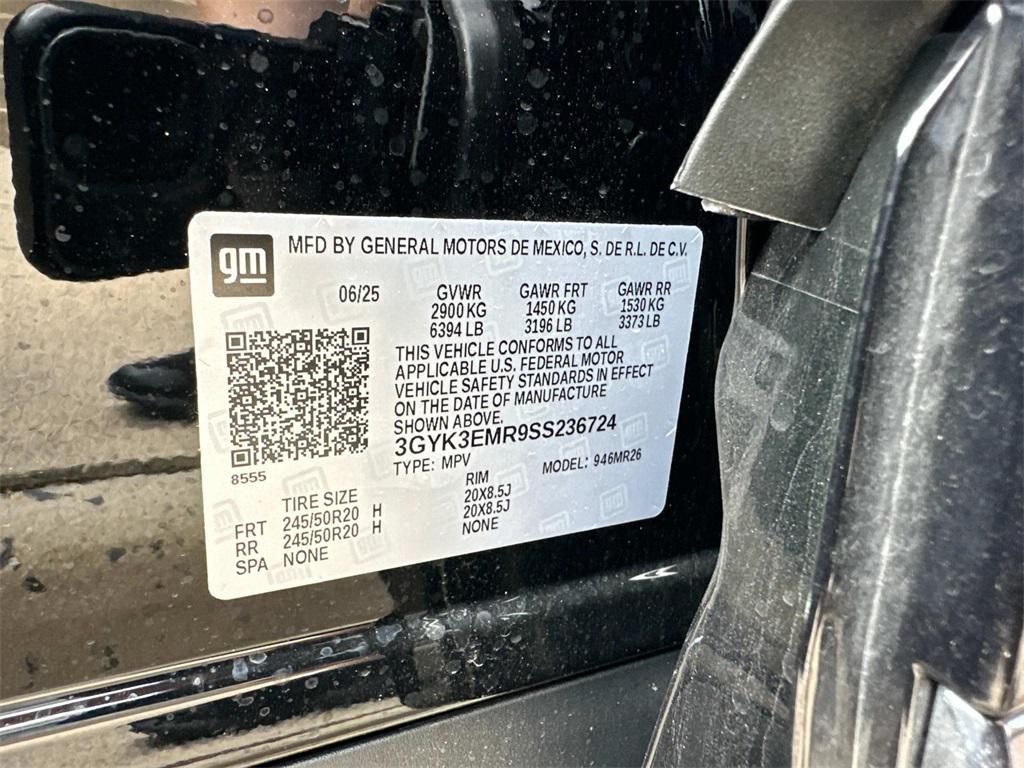 gm
MFD BY GENERAL MOTORS DE MEXICO, S. DE R.L. DE C.V.
06/25 GVWR GAWR FRT GAWR RR
2900 KG 1450 KG 1530 KG
6394 LB 3196 LB 3373 LB
THIS VEHICLE CONFORMS TO ALL
APPLICABLE U.S. FEDERAL MOTOR
VEHICLE SAFETY STANDARDS IN EFFECT
ON THE DATE OF MANUFACTURE
SHOWN ABOVE.
3GYK3EMR9SS236724
8555
TYPE: MPV MODEL: 946MR26
TIRE SIZE RIM
FRT 245/50R20 H 20X8.5J
RR 245/50R20 H 20X8.5J
SPA NONE NONE